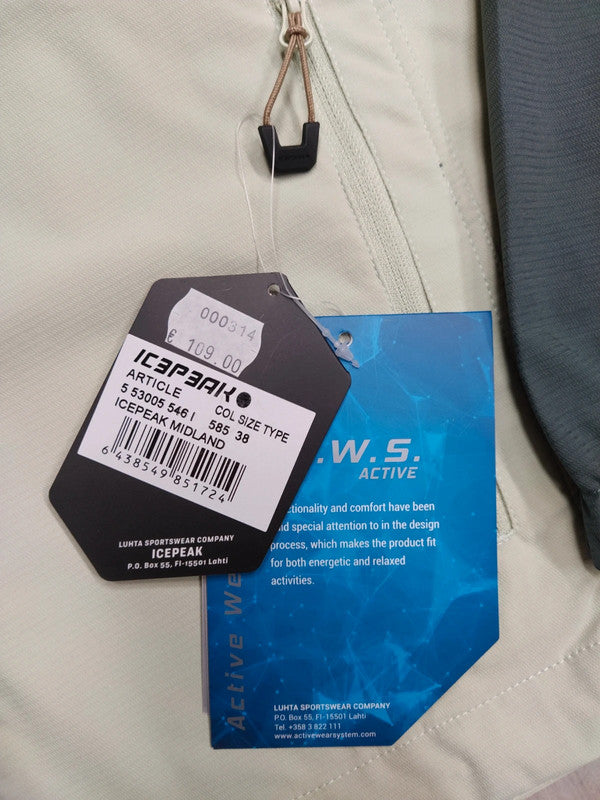 000314
€ 109.00
ICEPEAK
ARTICLE COL SIZE TYPE
5 53005 546 I 585 38
ICEPEAK MIDLAND
6 438549 851724
LUHTA SPORTSWEAR COMPANY
ICEPEAK
P.O. Box 55, FI-15501 Lahti
.W.S.
ACTIVE
ctionality and comfort have been
special attention to in the design
process, which makes the product fit
for both energetic and relaxed
activities.
Active We
LUHTA SPORTSWEAR COMPANY
P.O. Box 55, FI-15501 Lahti
Tel. +358 3 822 111
www.activewearsystem.com